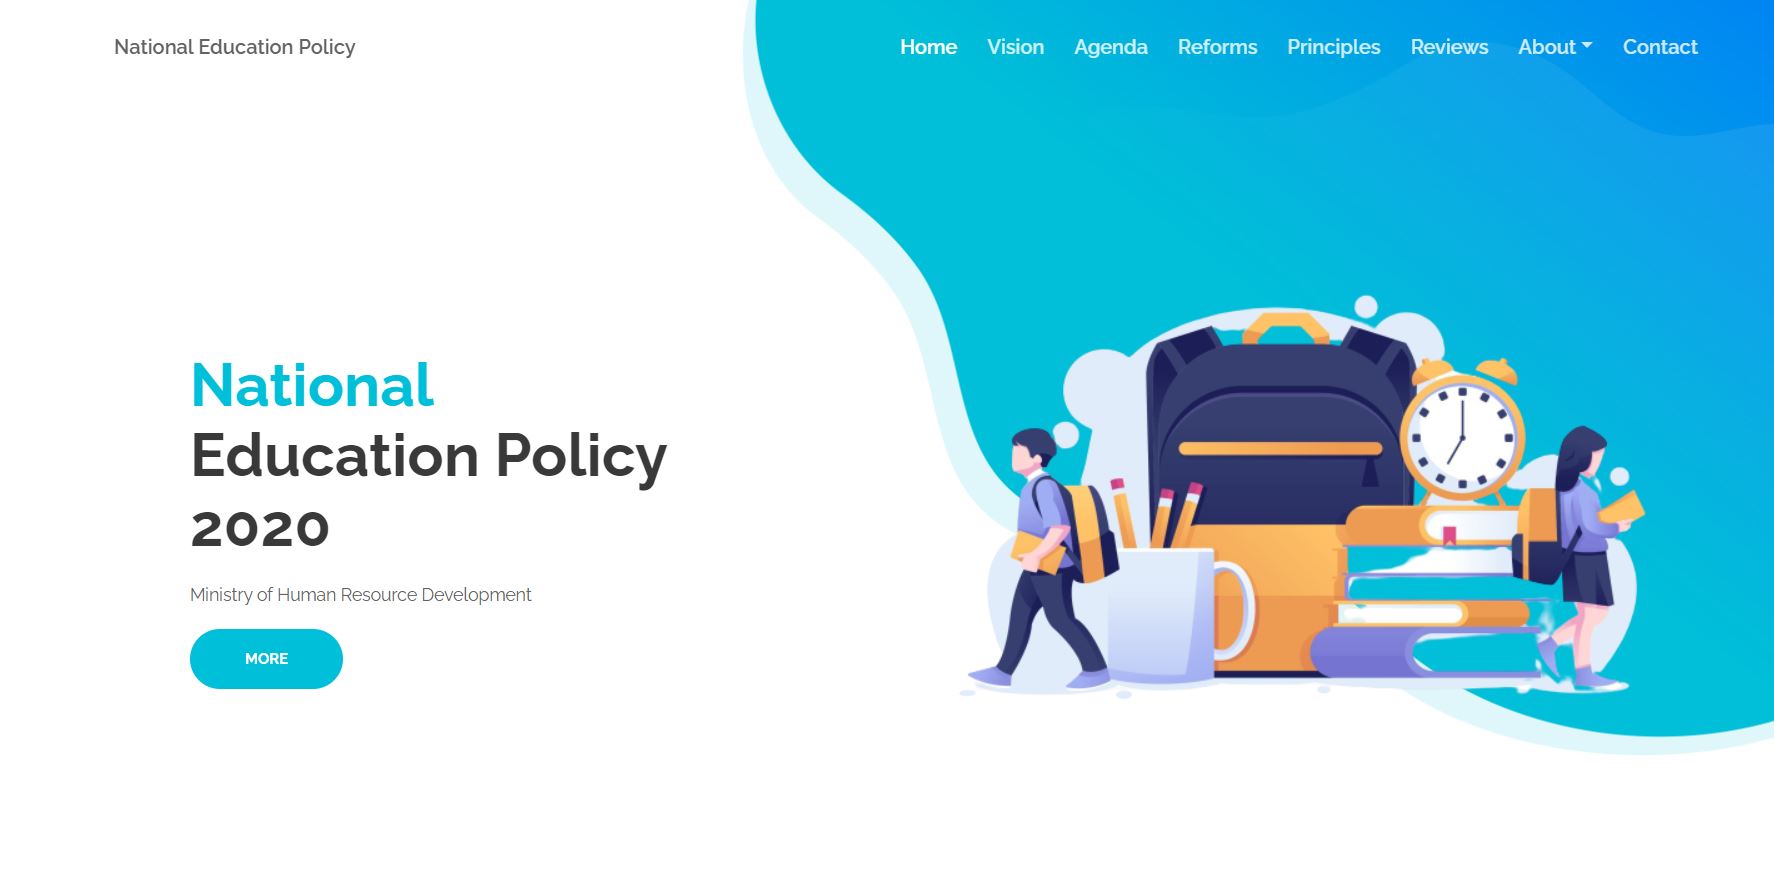 National Education Policy
Home Vision Agenda Reforms Principles Reviews About Contact
National
Education Policy
2020
Ministry of Human Resource Development
MORE